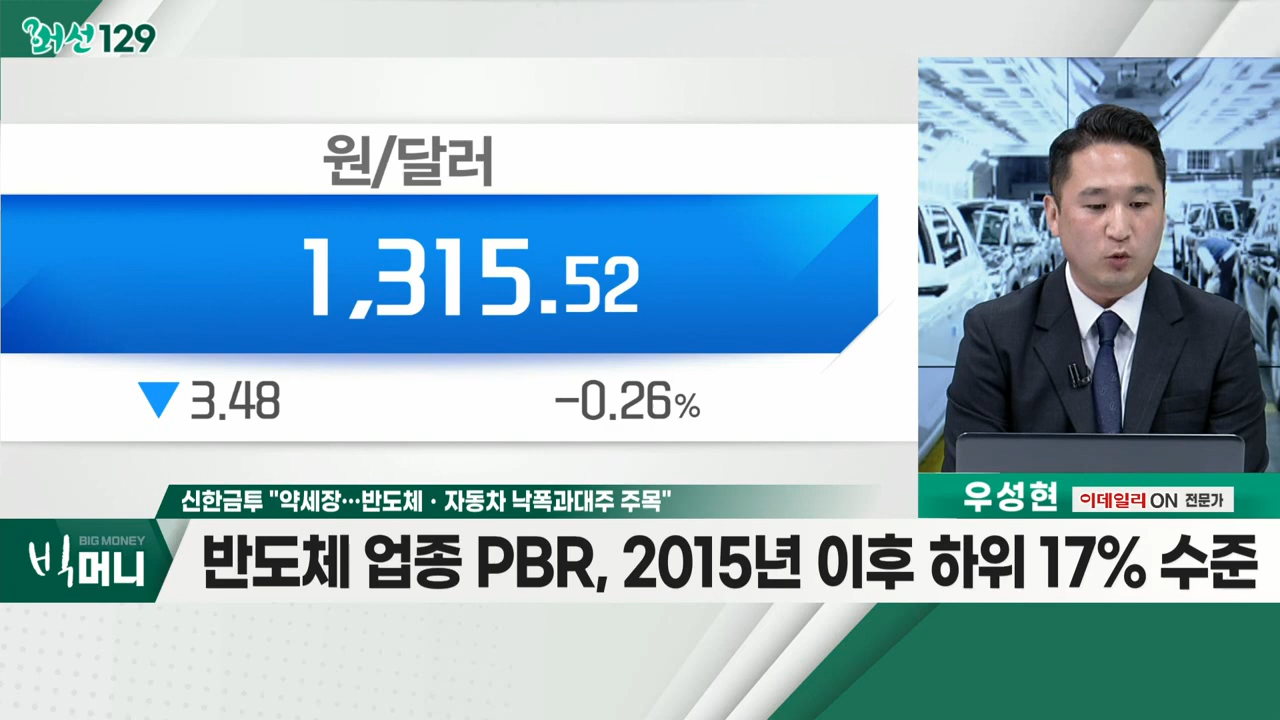 머선129
원/달러
1,315.52
▼ 3.48 -0.26%
우성현 이데일리 ON 전문가
신한금투 "약세장…반도체·자동차 낙폭과대주 주목"
BIG MONEY
빅머니
반도체 업종 PBR, 2015년 이후 하위 17% 수준